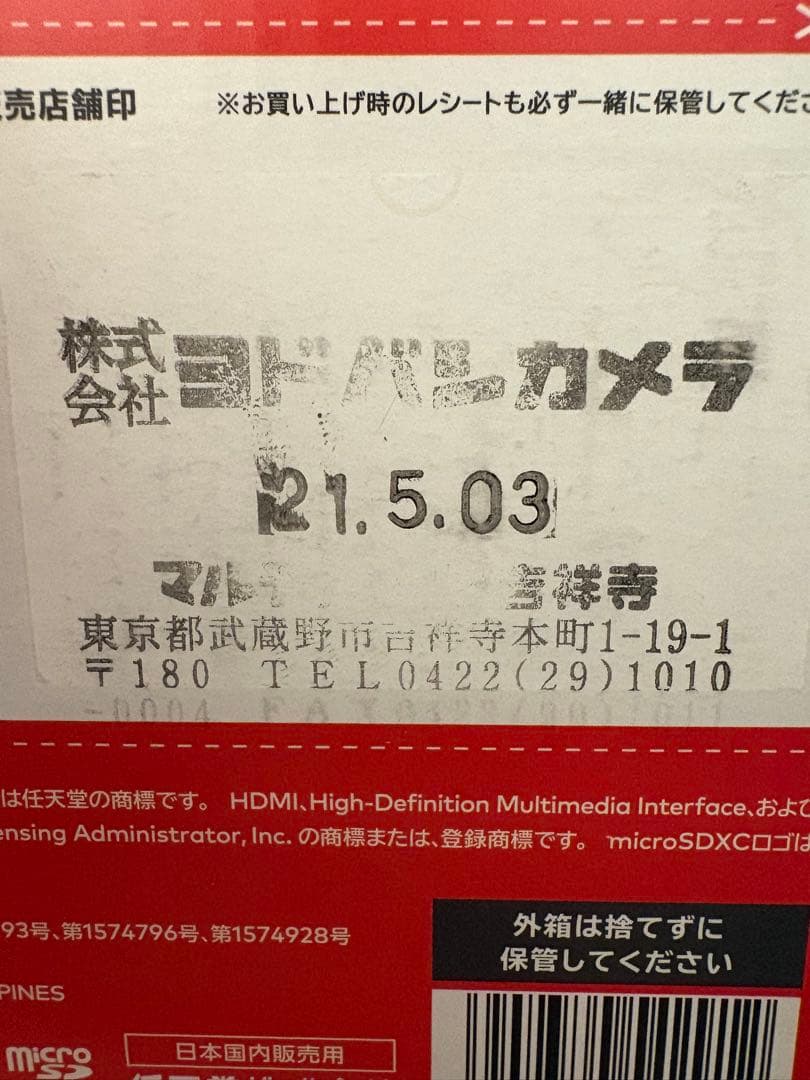 売店舗印 ※お買い上げ時のレシートも必ず一緒に保管してくださ
株式会社ヨドバシカメラ
21.5.03
マル 吉祥寺
東京都武蔵野市吉祥寺本町1-19-1
〒180 TEL0422(29)1010
-0004 FAX0422
は任天堂の商標です。 HDMI、High-Definition Multimedia Interface、およ
ensing Administrator, Inc. の商標または、登録商標です。 microSDXCロゴは
93号、第1574796号、第1574928号
外箱は捨てずに
保管してください
PINES
micro SD
日本国内販売用